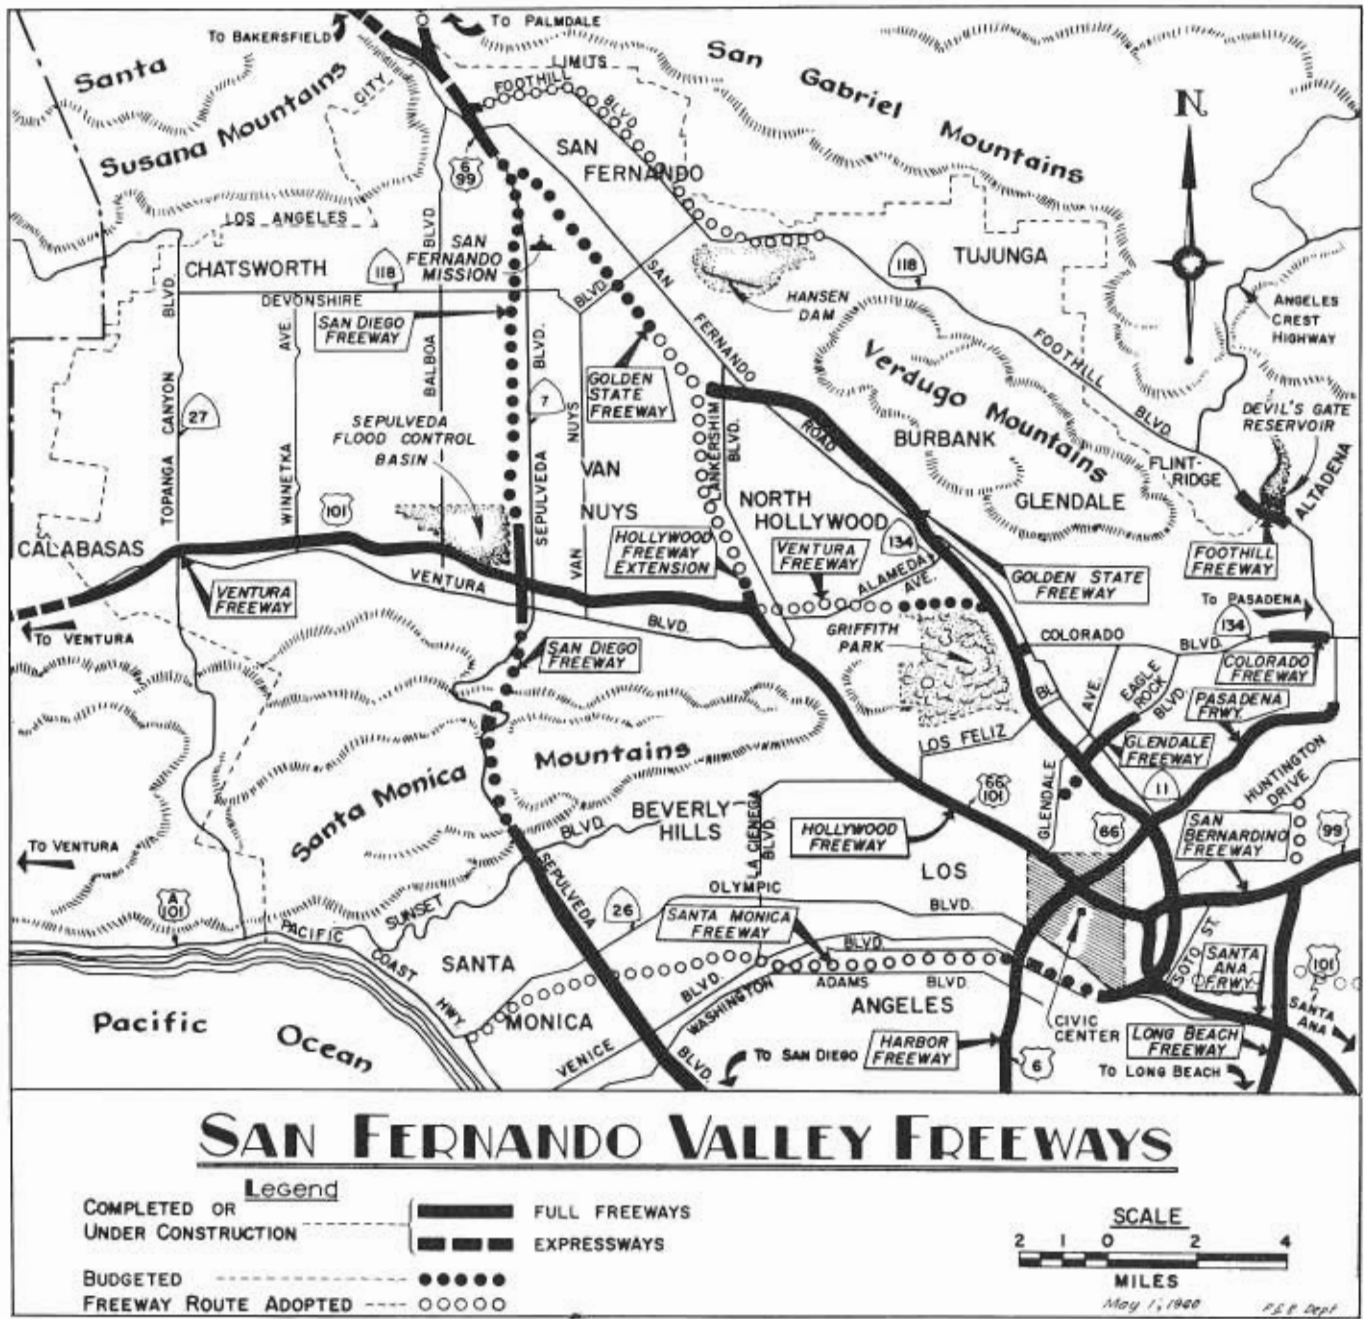 TO BAKERSFIELD
TO PALMDALE
Santa
Susana Mountains
CITY
LIMITS
San
Gabriel
Mountains
FOOTHILL
BLVD.
SAN
FERNANDO
6
99
N
LOS ANGELES
CHATSWORTH
118
DEVONSHIRE
BLVD.
SAN
FERNANDO
MISSION
SAN DIEGO
FREEWAY
BLVD.
TOPANGA CANYON BLVD.
27
WINNETKA AVE.
BALBOA BLVD.
SEPULVEDA BLVD.
7
VAN NUYS
BLVD.
SAN FERNANDO ROAD
GOLDEN
STATE
FREEWAY
HANSEN
DAM
118
TUJUNGA
FOOTHILL
BLVD.
ANGELES
CREST
HIGHWAY
Verdugo Mountains
BURBANK
GLENDALE
DEVIL'S GATE
RESERVOIR
FLINT-
RIDGE
ALTADENA
FOOTHILL
FREEWAY
SEPULVEDA
FLOOD CONTROL
BASIN
VAN
NUYS
LANKERSHIM
BLVD.
NORTH
HOLLYWOOD
101
CALABASAS
VENTURA
FREEWAY
VENTURA
BLVD.
HOLLYWOOD
FREEWAY
EXTENSION
VENTURA
FREEWAY
134
ALAMEDA
AVE.
GOLDEN STATE
FREEWAY
TO PASADENA
134
COLORADO
BLVD.
COLORADO
FREEWAY
GRIFFITH
PARK
TO VENTURA
SAN DIEGO
FREEWAY
EAGLE
ROCK
BLVD.
PASADENA
FRWY.
LOS FELIZ
BL.
GLENDALE
AVE.
GLENDALE
FREEWAY
11
HUNTINGTON
DRIVE
Santa Monica
Mountains
BEVERLY
HILLS
LA CIENEGA
BLVD.
66
101
HOLLYWOOD
FREEWAY
66
SAN
BERNARDINO
FREEWAY
99
TO VENTURA
A
101
SUNSET
BLVD.
SEPULVEDA
BLVD.
26
OLYMPIC
BLVD.
LOS
ANGELES
SANTA MONICA
FREEWAY
PACIFIC
COAST
HWY.
SANTA
MONICA
VENICE
BLVD.
WASHINGTON
BLVD.
ADAMS
BLVD.
SOTO ST.
SANTA
ANA
FRWY.
101
SANTA
ANA
Pacific
Ocean
TO SAN DIEGO
HARBOR
FREEWAY
6
CIVIC
CENTER
LONG BEACH
FREEWAY
TO LONG BEACH
SAN FERNANDO VALLEY FREEWAYS
Legend
COMPLETED OR
UNDER CONSTRUCTION
FULL FREEWAYS
EXPRESSWAYS
BUDGETED
FREEWAY ROUTE ADOPTED
SCALE
2 1 0 2 4
MILES
May 1, 1960
P.& P. Dept